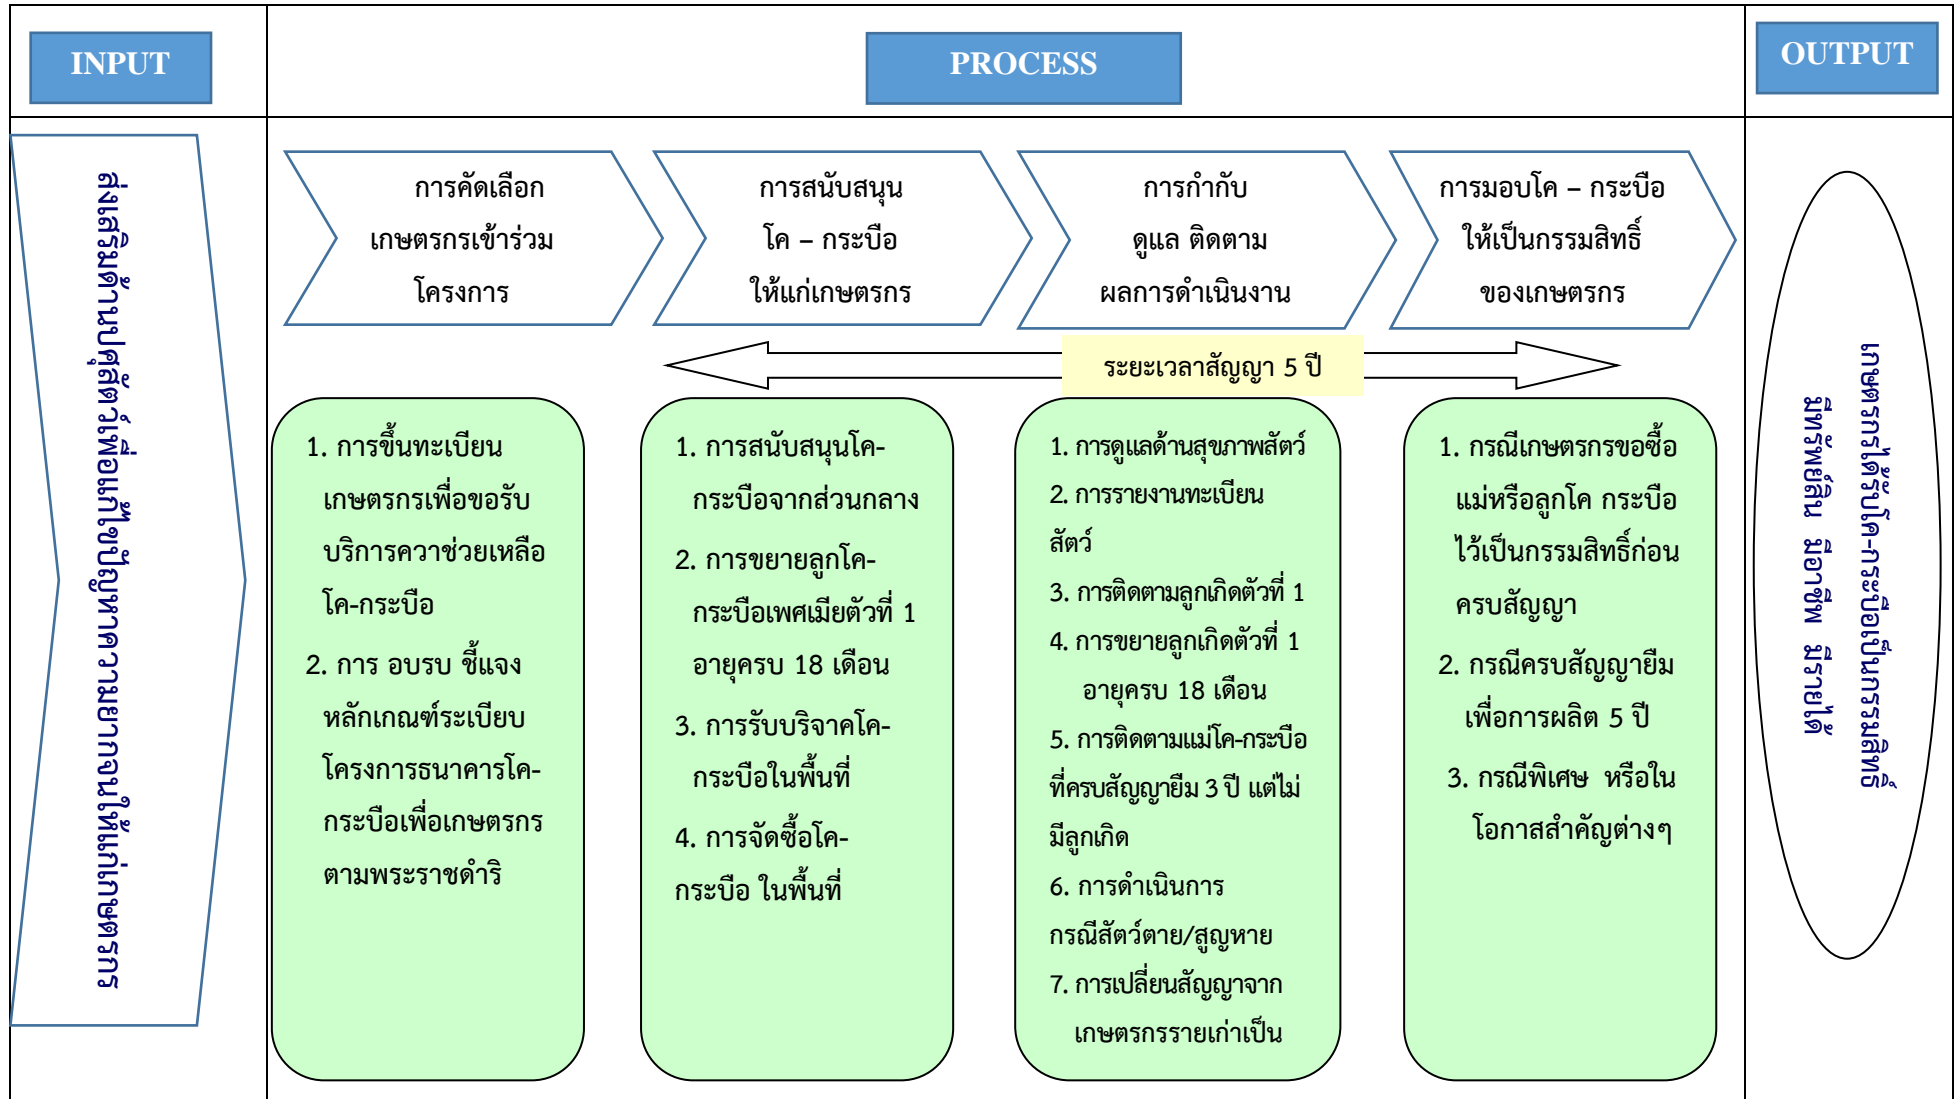 INPUT
PROCESS
OUTPUT
ส่งเสริมด้านปศุสัตว์เพื่อแก้ไขปัญหาความยากจนให้แก่เกษตรกร
การคัดเลือก
เกษตรกรเข้าร่วม
โครงการ
การสนับสนุน
โค – กระบือ
ให้แก่เกษตรกร
การกำกับ
ดูแล ติดตาม
ผลการดำเนินงาน
การมอบโค – กระบือ
ให้เป็นกรรมสิทธิ์
ของเกษตรกร
ระยะเวลาสัญญา 5 ปี
1. การขึ้นทะเบียน
เกษตรกรเพื่อขอรับ
บริการควาช่วยเหลือ
โค-กระบือ
2. การ อบรบ ชี้แจง
หลักเกณฑ์ระเบียบ
โครงการธนาคารโค-
กระบือเพื่อเกษตรกร
ตามพระราชดำริ
1. การสนับสนุนโค-
กระบือจากส่วนกลาง
2. การขยายลูกโค-
กระบือเพศเมียตัวที่ 1
อายุครบ 18 เดือน
3. การรับบริจาคโค-
กระบือในพื้นที่
4. การจัดซื้อโค-
กระบือ ในพื้นที่
1. การดูแลด้านสุขภาพสัตว์
2. การรายงานทะเบียน
สัตว์
3. การติดตามลูกเกิดตัวที่ 1
4. การขยายลูกเกิดตัวที่ 1
อายุครบ 18 เดือน
5. การติดตามแม่โค-กระบือ
ที่ครบสัญญายืม 3 ปี แต่ไม่
มีลูกเกิด
6. การดำเนินการ
กรณีสัตว์ตาย/สูญหาย
7. การเปลี่ยนสัญญาจาก
เกษตรกรรายเก่าเป็น
1. กรณีเกษตรกรขอซื้อ
แม่หรือลูกโค กระบือ
ไว้เป็นกรรมสิทธิ์ก่อน
ครบสัญญา
2. กรณีครบสัญญายืม
เพื่อการผลิต 5 ปี
3. กรณีพิเศษ หรือใน
โอกาสสำคัญต่างๆ
เกษตรกรได้รับโค-กระบือเป็นกรรมสิทธิ์
มีทรัพย์สิน มีอาชีพ มีรายได้